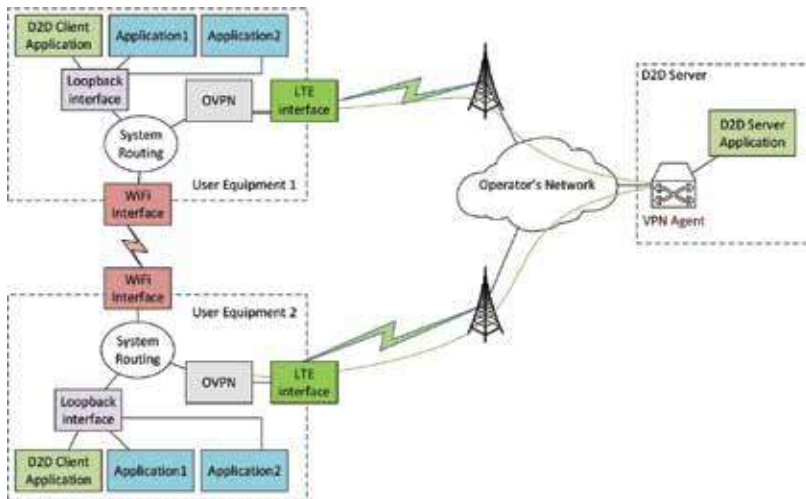 D2D Client
Application
Application1
Application2
Loopback
interface
OVPN
LTE
interface
System
Routing
WiFi
Interface
User Equipment 1
D2D Server
D2D Server
Application
Operator's Network
VPN Agent
WiFi
Interface
User Equipment 2
System
Routing
OVPN
LTE
interface
Loopback
interface
D2D Client
Application
Application1
Application2